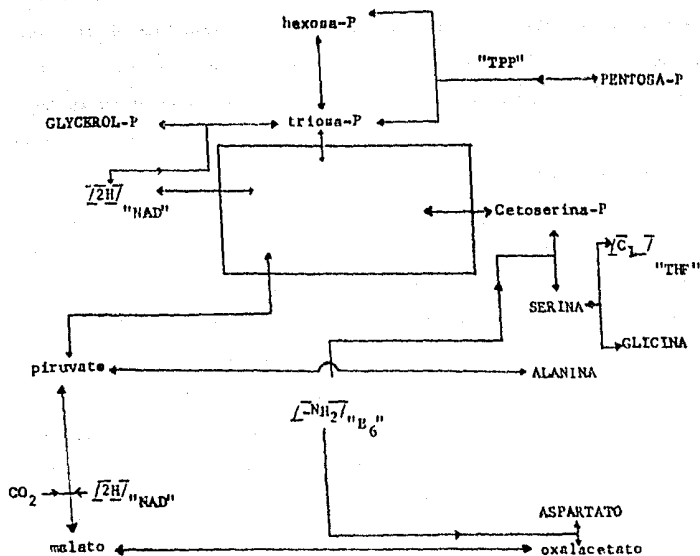 hexosa-P
"TPP"
PENTOSA-P
GLYCEROL-P
triosa-P
/2H/ "NAD"
Cetoserina-P
/C1_/ "THF"
SERINA
GLICINA
piruvato
ALANINA
/-NH2/ "B6"
CO2
/2H/ "NAD"
ASPARTATO
malato
oxalacetato